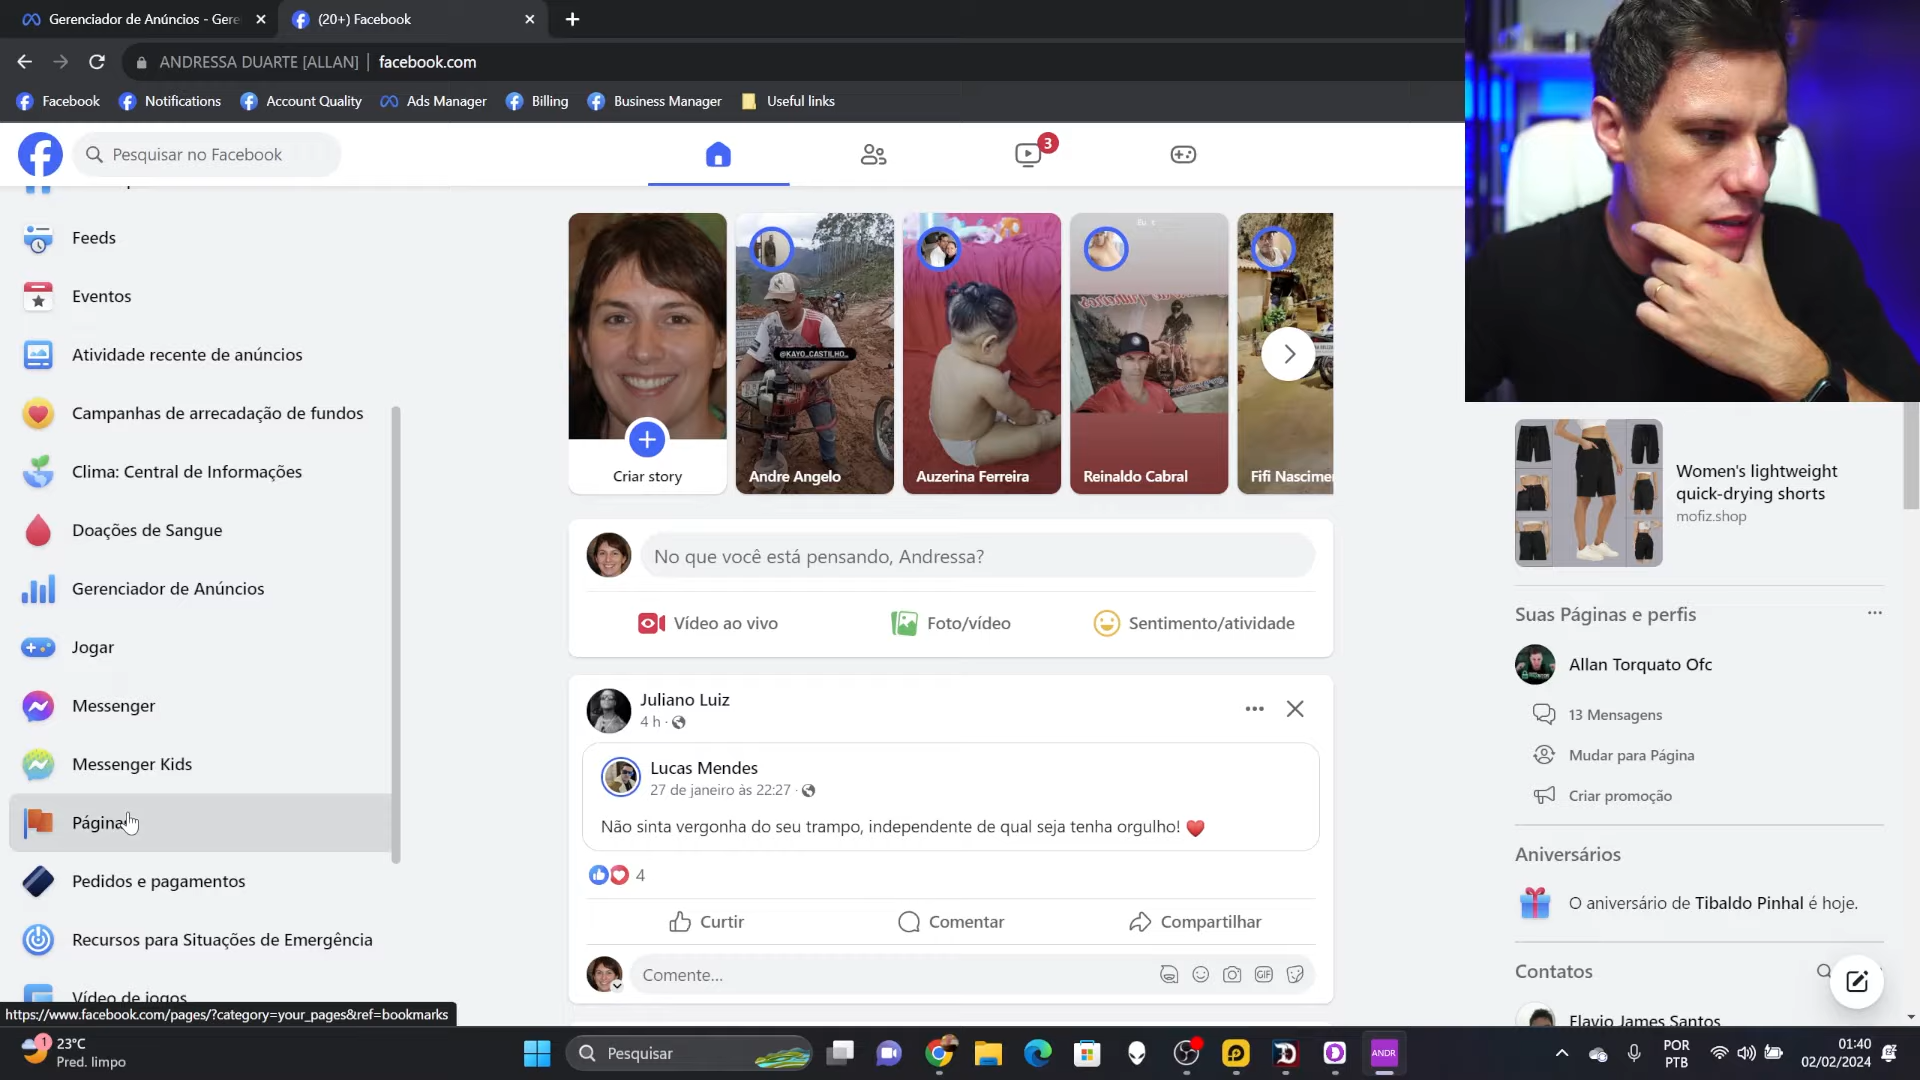 Gerenciador de Anúncios - Gere
(20+) Facebook
ANDRESSA DUARTE [ALLAN] | facebook.com
Facebook
Notifications
Account Quality
Ads Manager
Billing
Business Manager
Useful links
Pesquisar no Facebook
3
Feeds
Eventos
Atividade recente de anúncios
Campanhas de arrecadação de fundos
Clima: Central de Informações
Doações de Sangue
Gerenciador de Anúncios
Jogar
Messenger
Messenger Kids
Páginas
Pedidos e pagamentos
Recursos para Situações de Emergência
Vídeo de jogos
https://www.facebook.com/pages/?category=your_pages&ref=bookmarks
Criar story
@KAYO_CASTILHO_
Andre Angelo
Auzerina Ferreira
Reinaldo Cabral
Fifi Nascime
No que você está pensando, Andressa?
Vídeo ao vivo
Foto/vídeo
Sentimento/atividade
Juliano Luiz
4 h ·
Lucas Mendes
27 de janeiro às 22:27 ·
Não sinta vergonha do seu trampo, independente de qual seja tenha orgulho! ❤️
4
Curtir
Comentar
Compartilhar
Comente...
GIF
Women's lightweight
quick-drying shorts
mofiz.shop
Suas Páginas e perfis
Allan Torquato Ofc
13 Mensagens
Mudar para Página
Criar promoção
Aniversários
O aniversário de Tibaldo Pinhal é hoje.
Contatos
Flavio James Santos
1
23°C
Pred. limpo
Pesquisar
ANDR
POR
PTB
01:40
02/02/2024